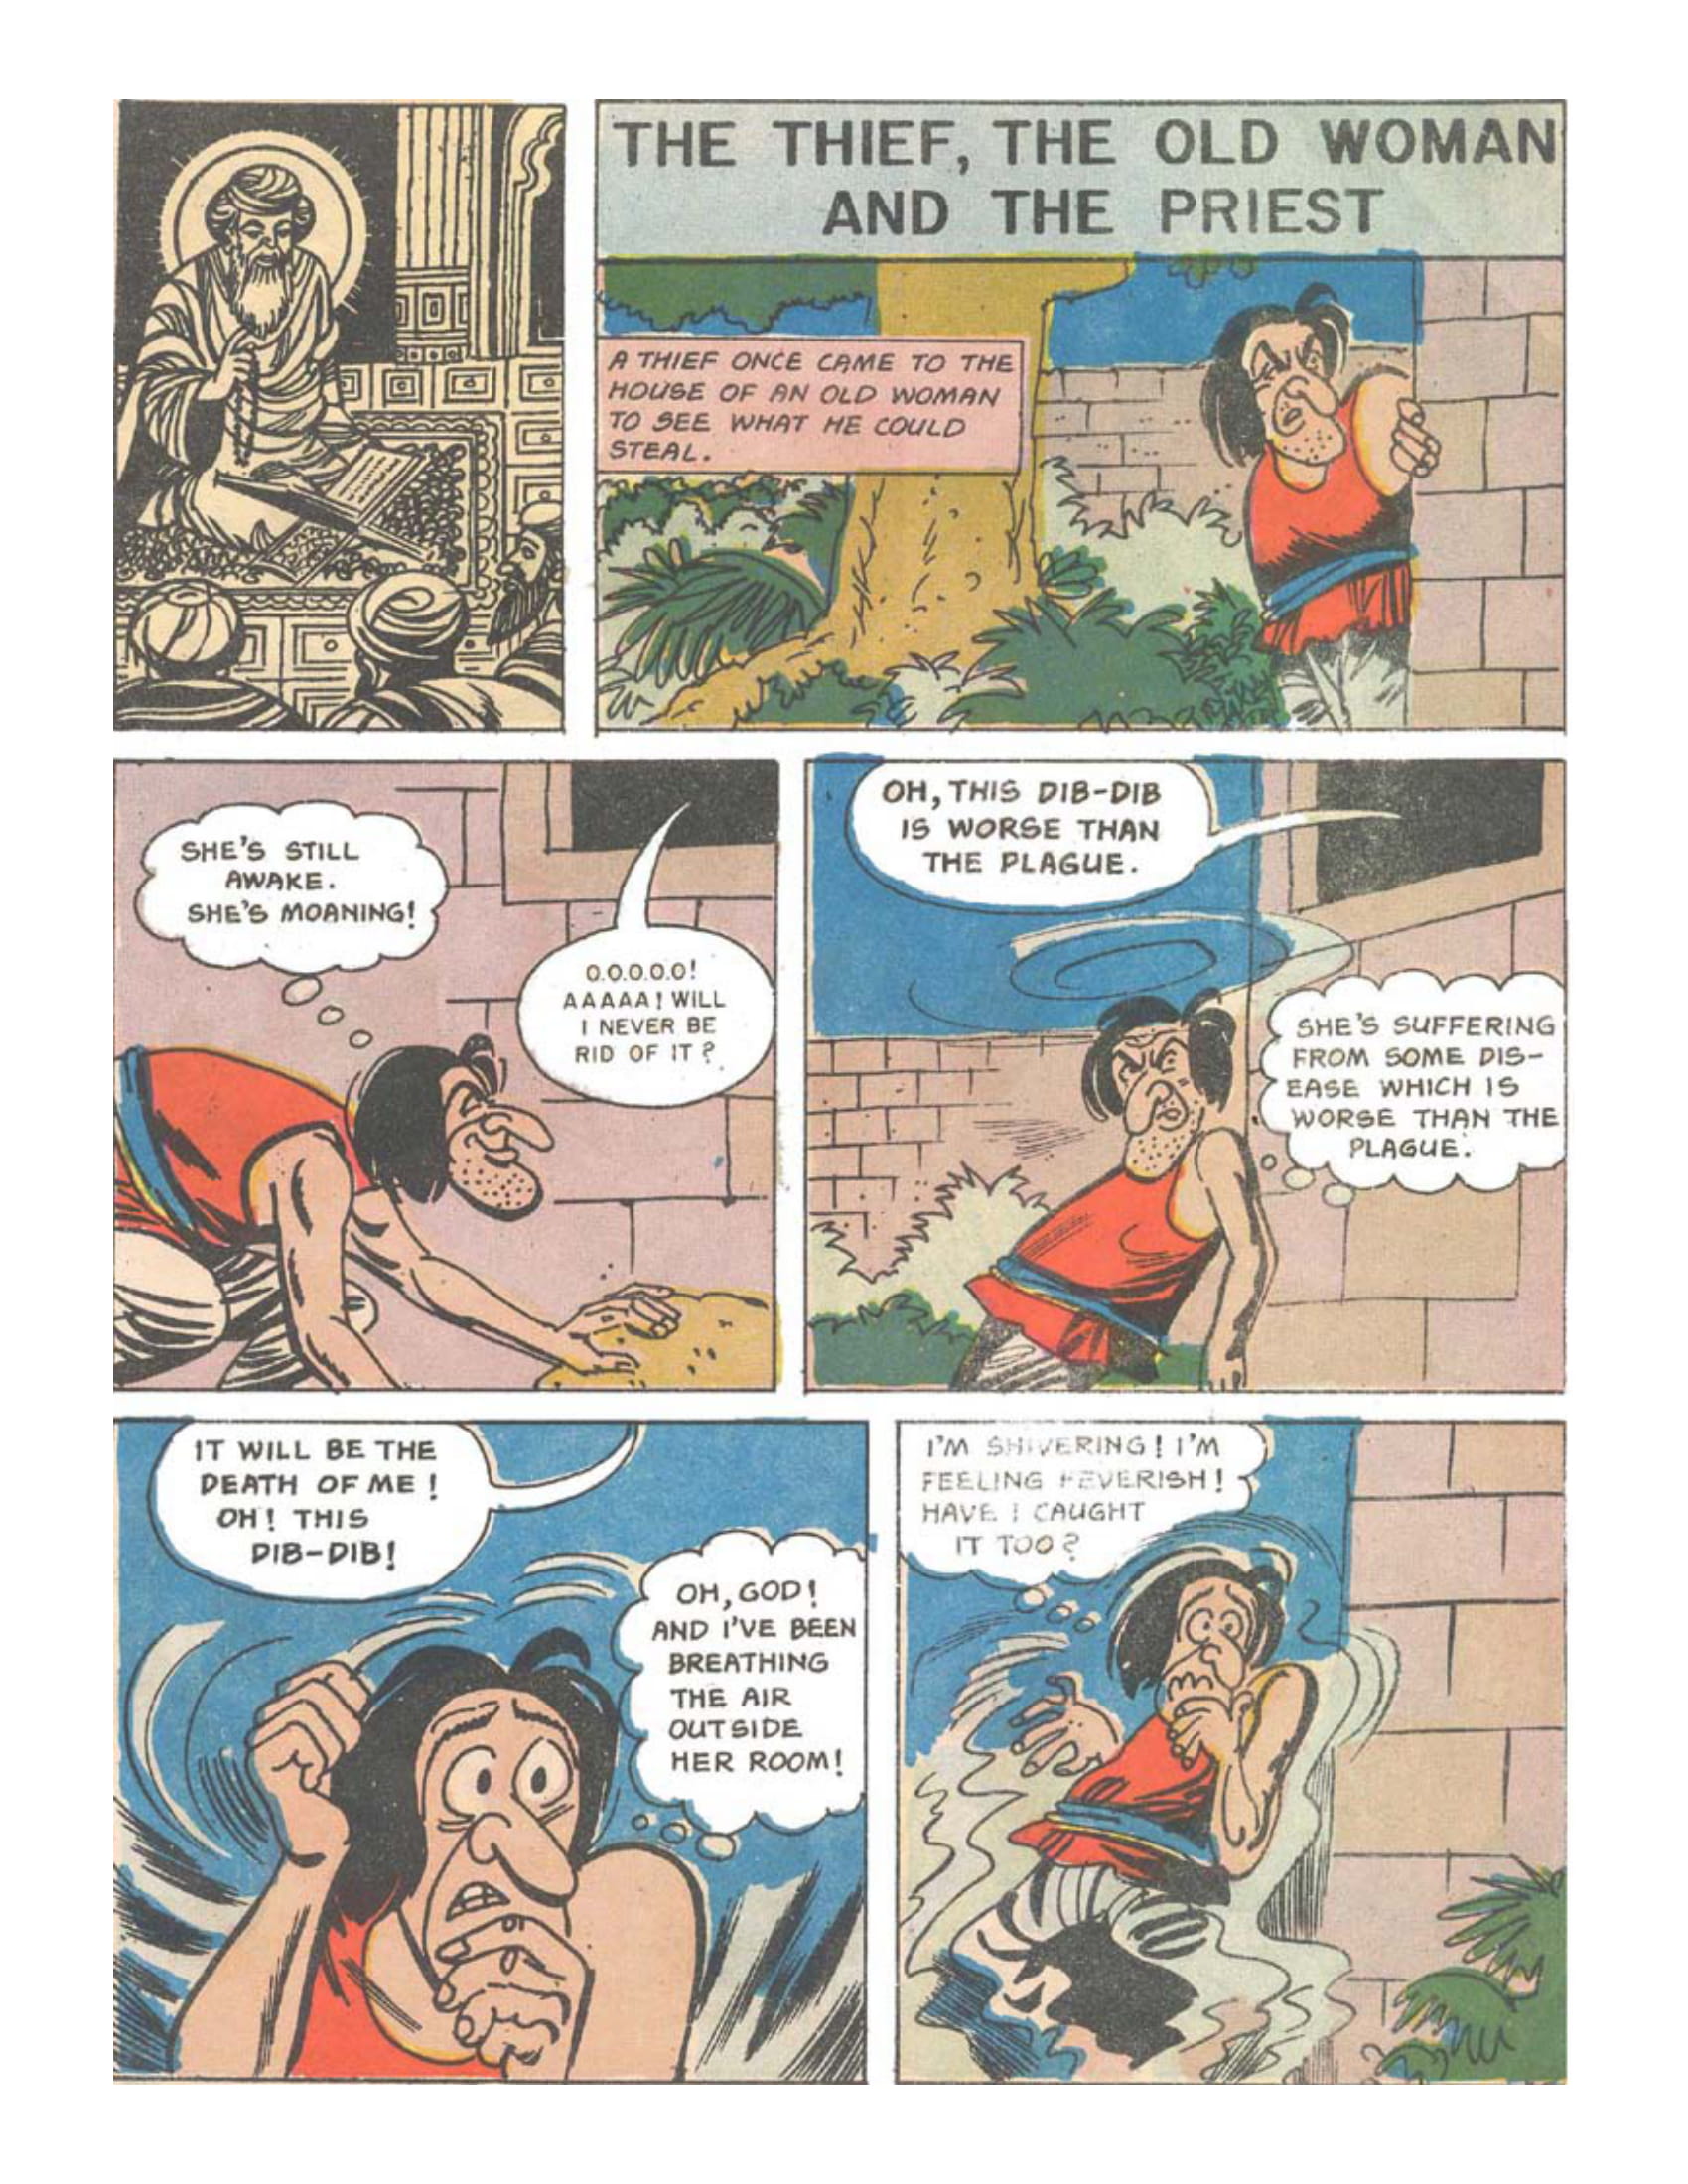 THE THIEF, THE OLD WOMAN
AND THE PRIEST
A THIEF ONCE CAME TO THE
HOUSE OF AN OLD WOMAN
TO SEE WHAT HE COULD
STEAL.
SHE'S STILL
AWAKE.
SHE'S MOANING!
O.O.O.O.O!
AAAAA! WILL
I NEVER BE
RID OF IT?
OH, THIS DIB-DIB
IS WORSE THAN
THE PLAGUE.
SHE'S SUFFERING
FROM SOME DIS-
EASE WHICH IS
WORSE THAN THE
PLAGUE.
IT WILL BE THE
DEATH OF ME!
OH! THIS
DIB-DIB!
OH, GOD!
AND I'VE BEEN
BREATHING
THE AIR
OUTSIDE
HER ROOM!
I'M SHIVERING! I'M
FEELING FEVERISH!
HAVE I CAUGHT
IT TOO?